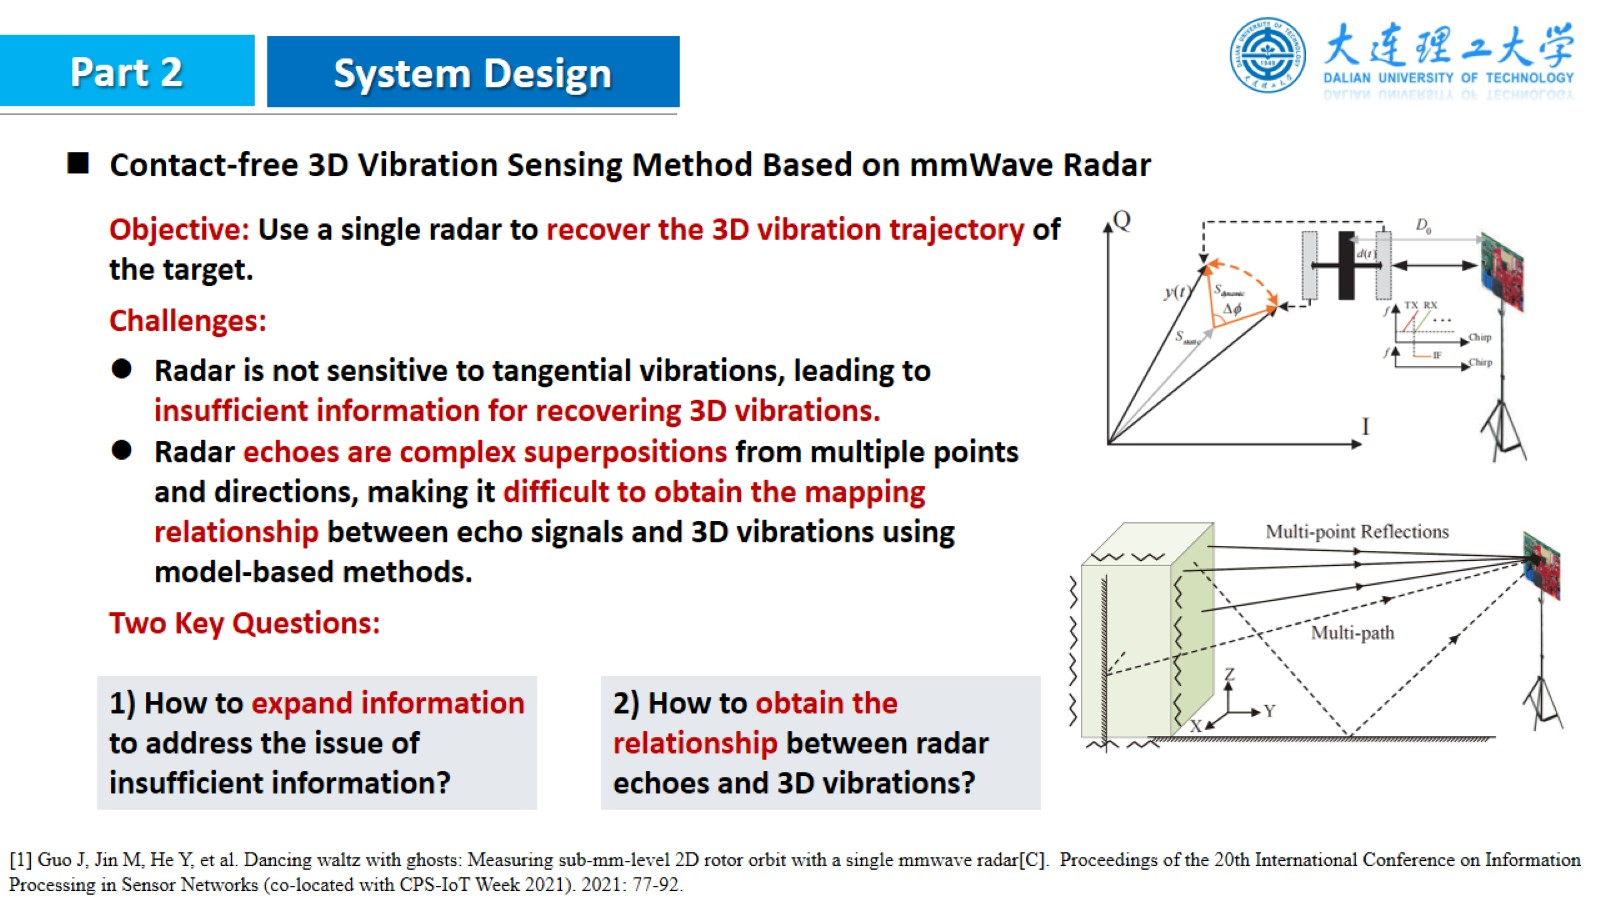 Part 2
System Design
大连理工大学
DALIAN UNIVERSITY OF TECHNOLOGY
Contact-free 3D Vibration Sensing Method Based on mmWave Radar
Objective: Use a single radar to recover the 3D vibration trajectory of
the target.
Challenges:
● Radar is not sensitive to tangential vibrations, leading to
insufficient information for recovering 3D vibrations.
● Radar echoes are complex superpositions from multiple points
and directions, making it difficult to obtain the mapping
relationship between echo signals and 3D vibrations using
model-based methods.
Two Key Questions:
1) How to expand information
to address the issue of
insufficient information?
2) How to obtain the
relationship between radar
echoes and 3D vibrations?
Q
D0
d(t)
y(t)
Sdynamic
Δϕ
Sstatic
f
TX RX
Chirp
f
IF
Chirp
I
Multi-point Reflections
Multi-path
Z
Y
X
[1] Guo J, Jin M, He Y, et al. Dancing waltz with ghosts: Measuring sub-mm-level 2D rotor orbit with a single mmwave radar[C]. Proceedings of the 20th International Conference on Information
Processing in Sensor Networks (co-located with CPS-IoT Week 2021). 2021: 77-92.